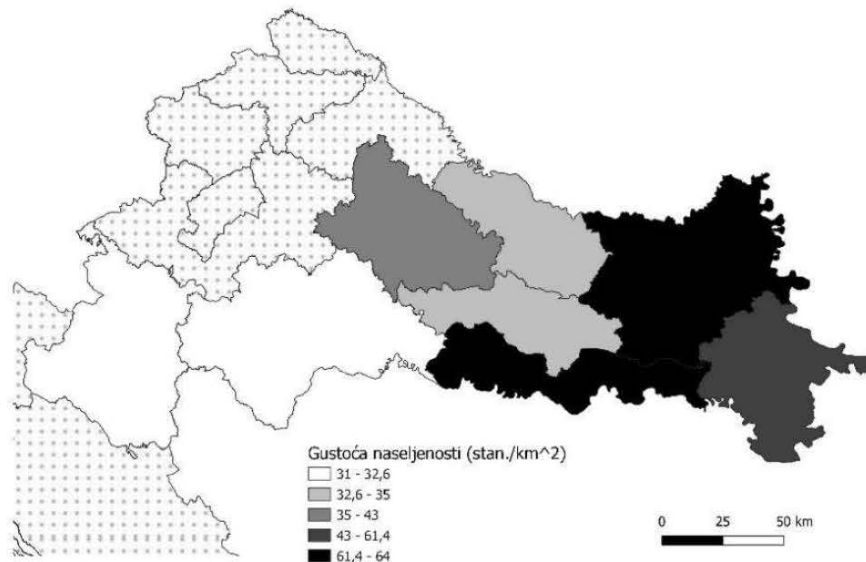 Gustoća naseljenosti (stan./km^2)
31 - 32,6
32,6 - 35
35 - 43
43 - 61,4
61,4 - 64
0 25 50 km